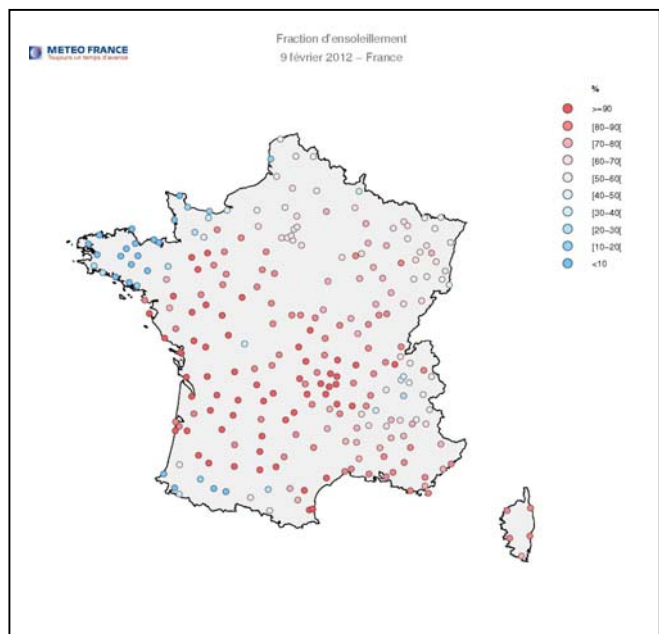 METEO FRANCE
Toujours un temps d'avance
Fraction d'ensoleillement
9 février 2012 – France
%
>=90
[80–90[
[70–80[
[60–70[
[50–60[
[40–50[
[30–40[
[20–30[
[10–20[
<10